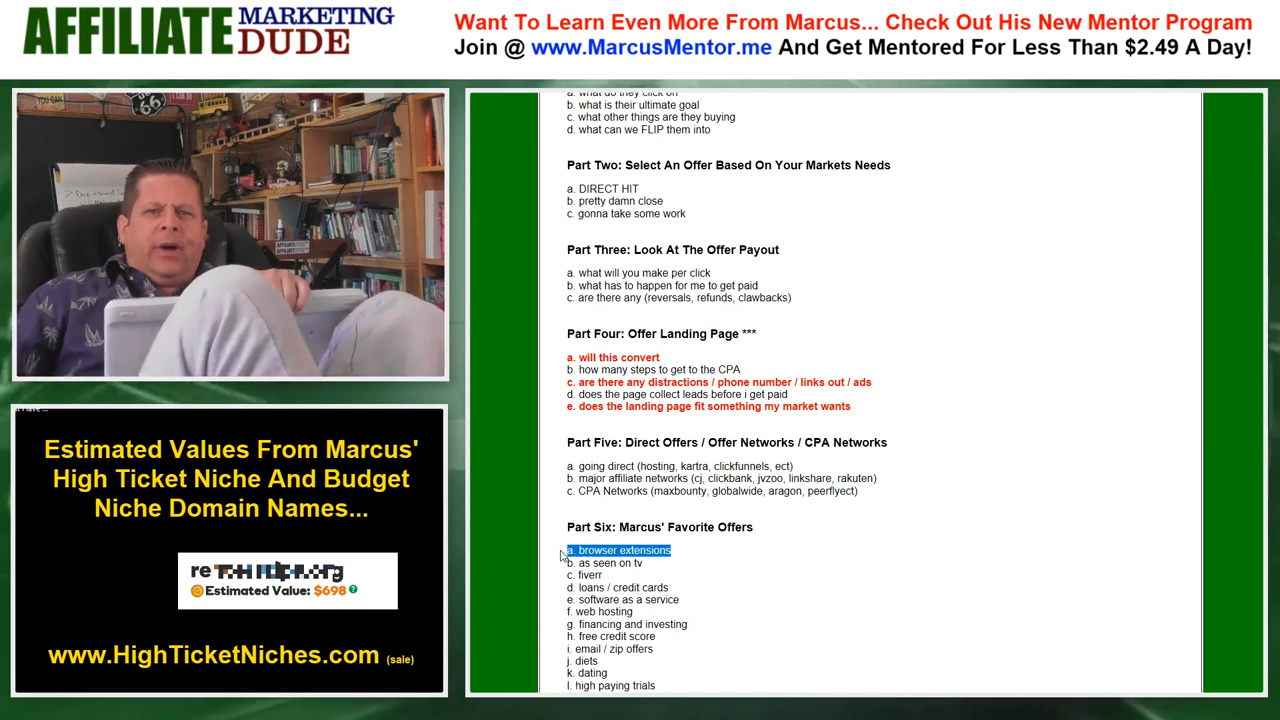 AFFILIATE MARKETING DUDE
Want To Learn Even More From Marcus... Check Out His New Mentor Program
Join @ www.MarcusMentor.me And Get Mentored For Less Than $2.49 A Day!
YOU CAN
66
b. what is their ultimate goal
c. what other things are they buying
d. what can we FLIP them into
Part Two: Select An Offer Based On Your Markets Needs
a. DIRECT HIT
b. pretty damn close
c. gonna take some work
Part Three: Look At The Offer Payout
a. what will you make per click
b. what has to happen for me to get paid
c. are there any (reversals, refunds, clawbacks)
Part Four: Offer Landing Page ***
a. will this convert
b. how many steps to get to the CPA
c. are there any distractions / phone number / links out / ads
d. does the page collect leads before i get paid
e. does the landing page fit something my market wants
Part Five: Direct Offers / Offer Networks / CPA Networks
a. going direct (hosting, kartra, clickfunnels, ect)
b. major affiliate networks (cj, clickbank, jvzoo, linkshare, rakuten)
c. CPA Networks (maxbounty, globalwide, aragon, peerflyect)
Part Six: Marcus' Favorite Offers
a. browser extensions
b. as seen on tv
c. fiverr
d. loans / credit cards
e. software as a service
f. web hosting
g. financing and investing
h. free credit score
i. email / zip offers
j. diets
k. dating
l. high paying trials
Estimated Values From Marcus'
High Ticket Niche And Budget
Niche Domain Names...
Estimated Value: $698
www.HighTicketNiches.com (sale)